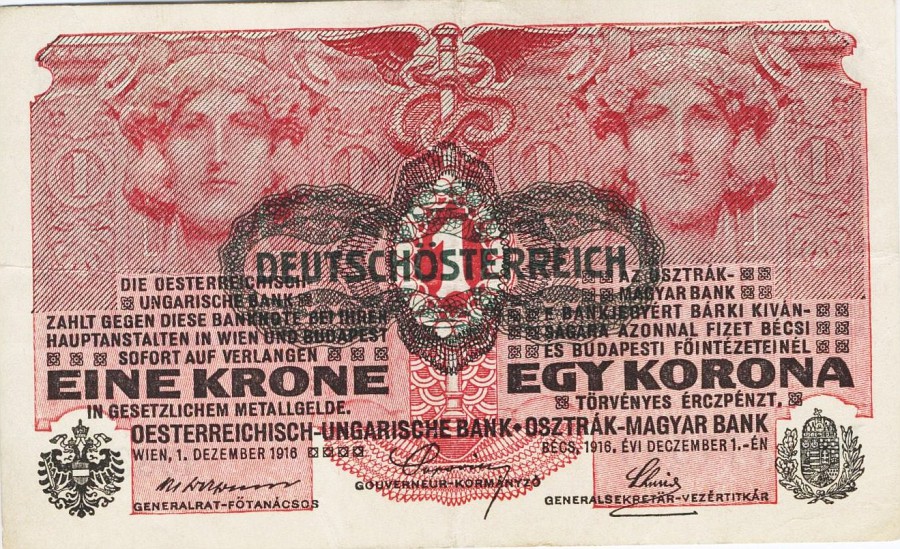 1
1
1
DEUTSCHÖSTERREICH
DIE OESTERREICHISCH-
UNGARISCHE BANK
ZAHLT GEGEN DIESE BANKNOTE BEI IHREN
HAUPTANSTALTEN IN WIEN UND BUDAPEST
SOFORT AUF VERLANGEN
EINE KRONE
IN GESETZLICHEM METALLGELDE.
AZ OSZTRÁK-
MAGYAR BANK
E BANKJEGYÉRT BÁRKI KIVÁN-
SÁGÁRA AZONNAL FIZET BÉCSI
ÉS BUDAPESTI FŐINTÉZETEINÉL
EGY KORONA
TÖRVÉNYES ÉRCZPÉNZT.
OESTERREICHISCH-UNGARISCHE BANK • OSZTRÁK-MAGYAR BANK
WIEN, 1. DEZEMBER 1916
BÉCS, 1916. ÉVI DECZEMBER 1.-ÉN
GENERALRAT-FŐTANÁCSOS
GOUVERNEUR-KORMÁNYZÓ
GENERALSEKRETÄR-VEZÉRTITKÁR